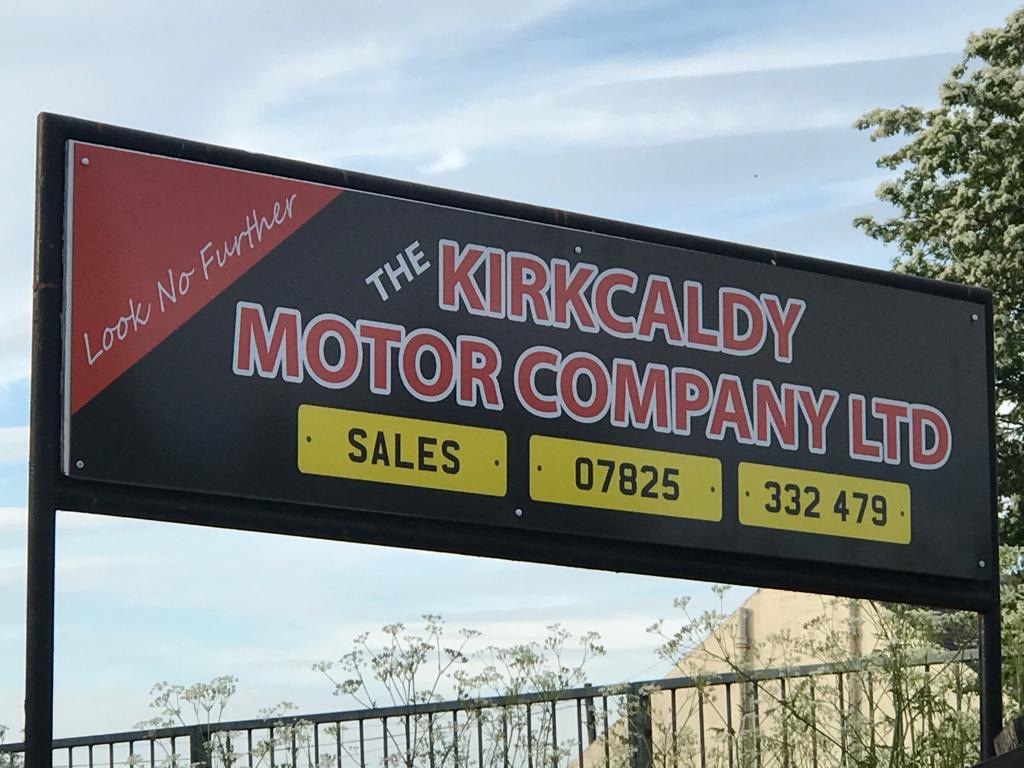 Look No Further
THE KIRKCALDY
MOTOR COMPANY LTD
SALES 07825 332 479